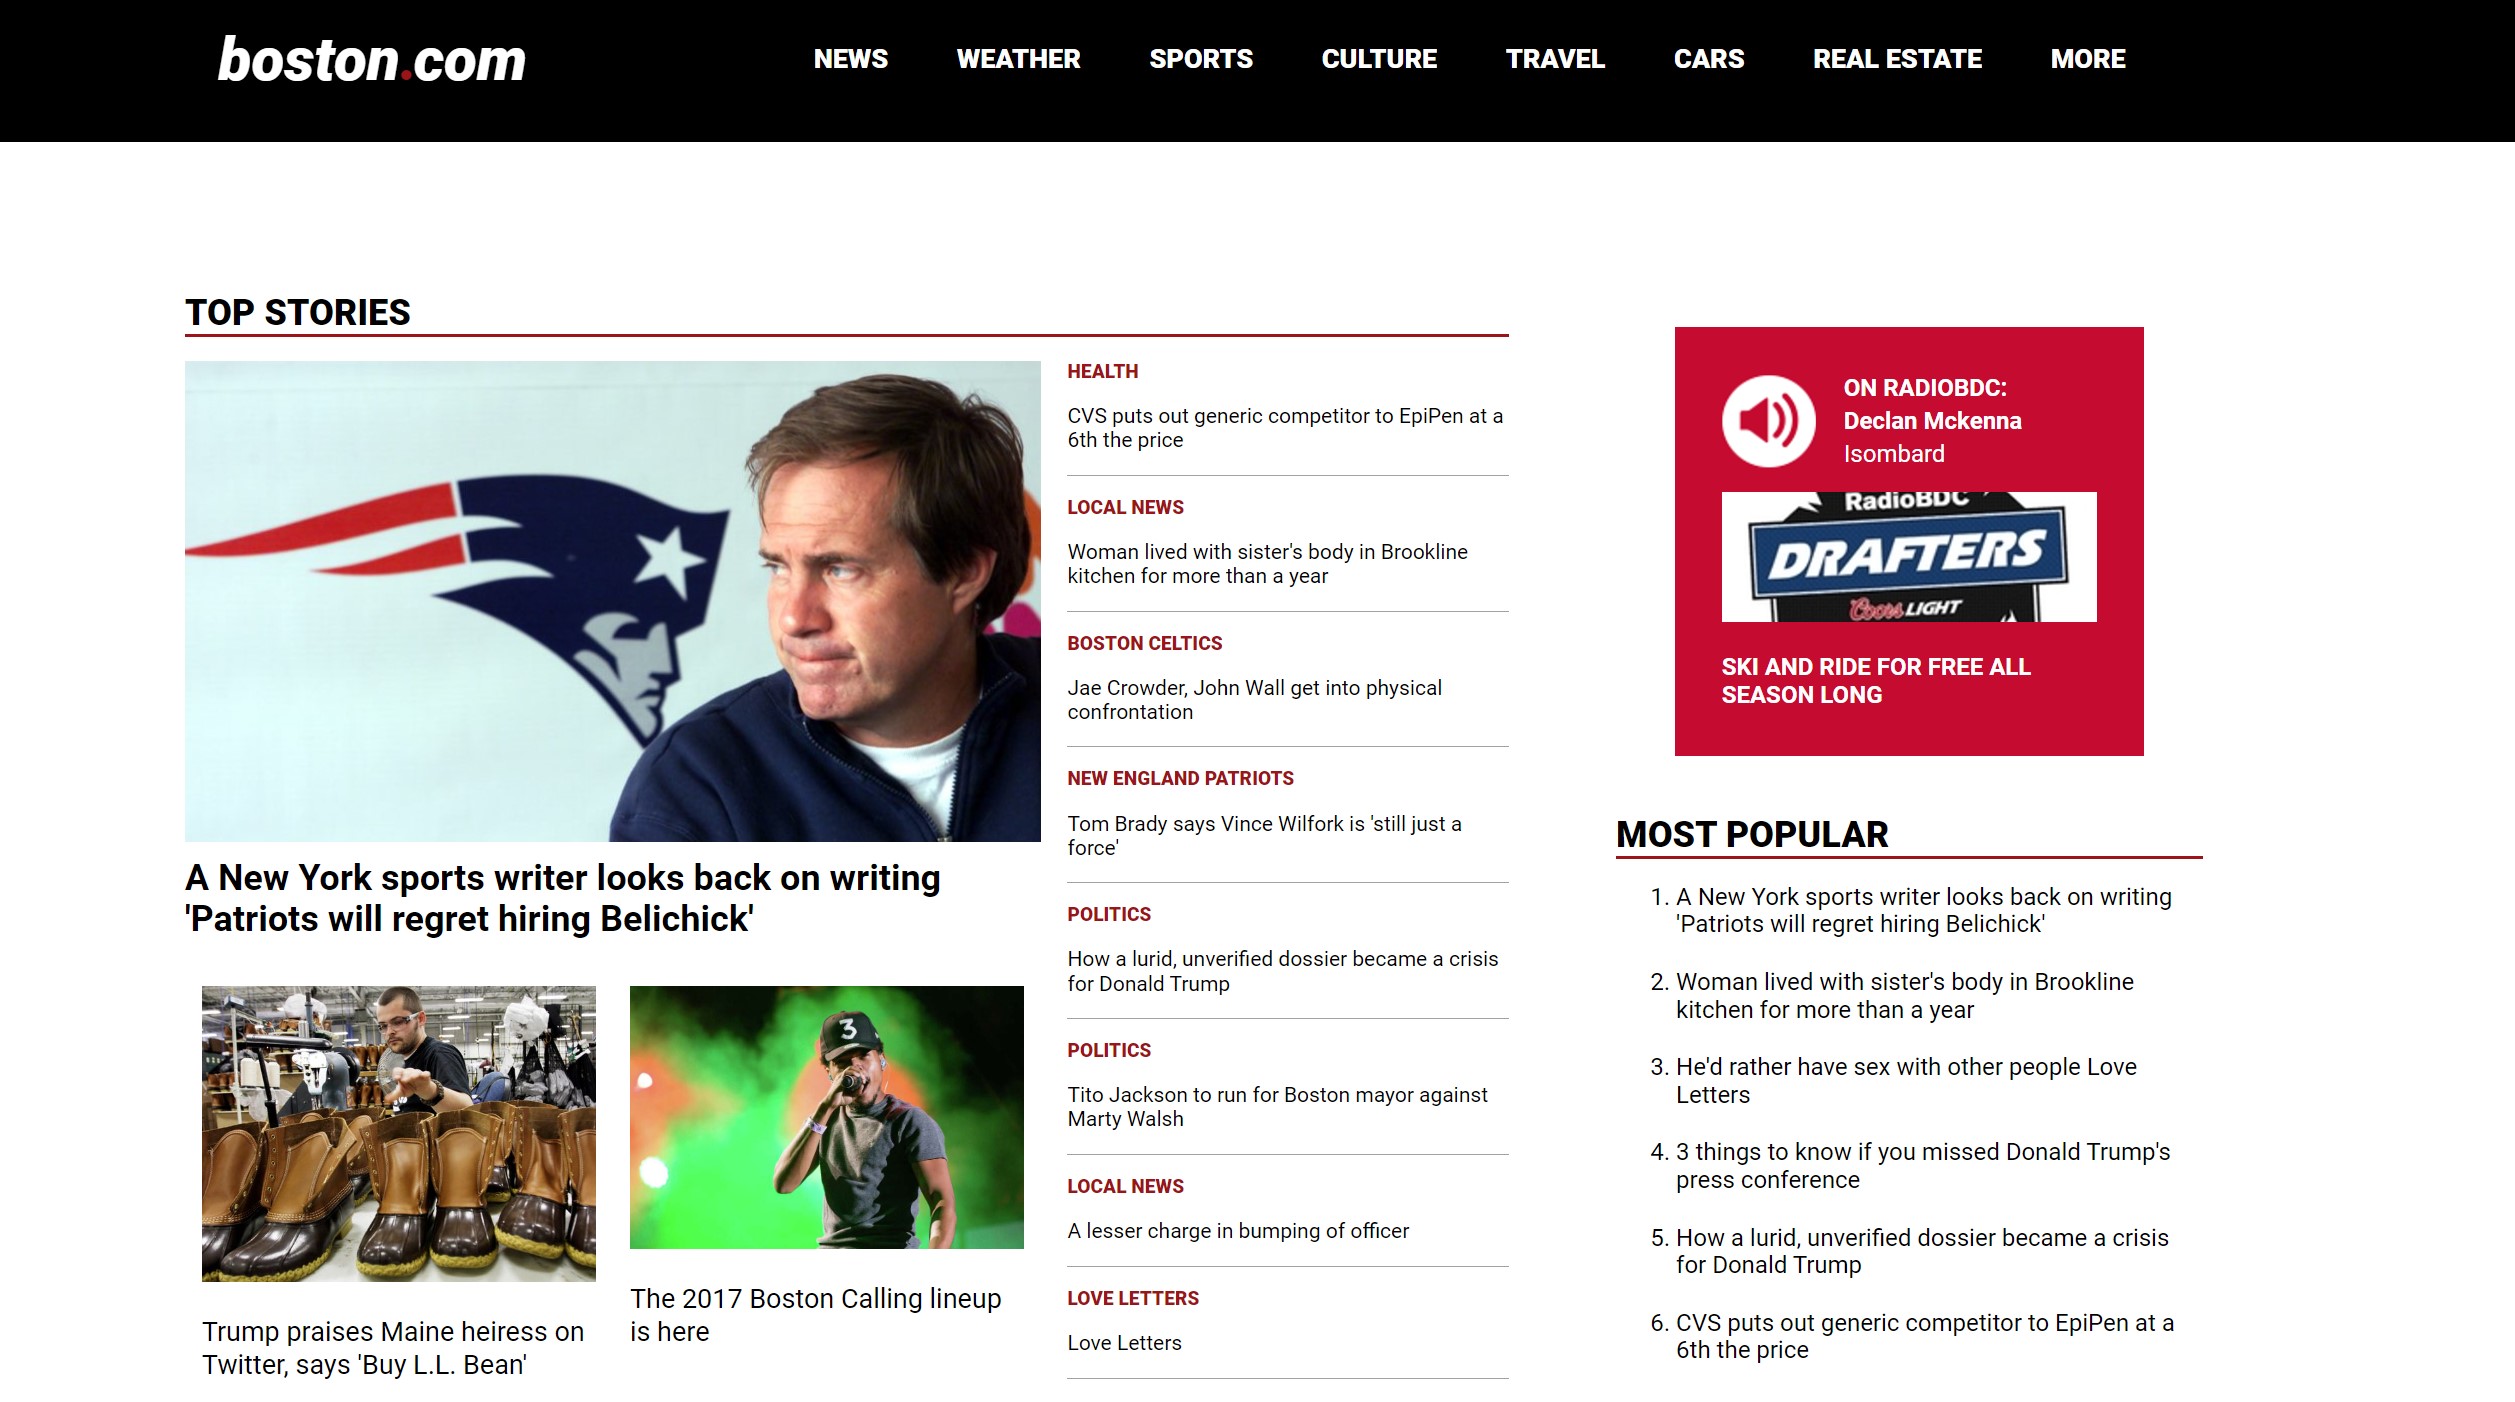 boston.com
NEWS WEATHER SPORTS CULTURE TRAVEL CARS REAL ESTATE MORE
TOP STORIES
A New York sports writer looks back on writing
'Patriots will regret hiring Belichick'
3
Trump praises Maine heiress on
Twitter, says 'Buy L.L. Bean'
The 2017 Boston Calling lineup
is here
HEALTH
CVS puts out generic competitor to EpiPen at a
6th the price
LOCAL NEWS
Woman lived with sister's body in Brookline
kitchen for more than a year
BOSTON CELTICS
Jae Crowder, John Wall get into physical
confrontation
NEW ENGLAND PATRIOTS
Tom Brady says Vince Wilfork is 'still just a
force'
POLITICS
How a lurid, unverified dossier became a crisis
for Donald Trump
POLITICS
Tito Jackson to run for Boston mayor against
Marty Walsh
LOCAL NEWS
A lesser charge in bumping of officer
LOVE LETTERS
Love Letters
ON RADIOBDC:
Declan Mckenna
Isombard
RadioBDC
DRAFTERS
Coors LIGHT
SKI AND RIDE FOR FREE ALL
SEASON LONG
MOST POPULAR
1. A New York sports writer looks back on writing
'Patriots will regret hiring Belichick'
2. Woman lived with sister's body in Brookline
kitchen for more than a year
3. He'd rather have sex with other people Love
Letters
4. 3 things to know if you missed Donald Trump's
press conference
5. How a lurid, unverified dossier became a crisis
for Donald Trump
6. CVS puts out generic competitor to EpiPen at a
6th the price